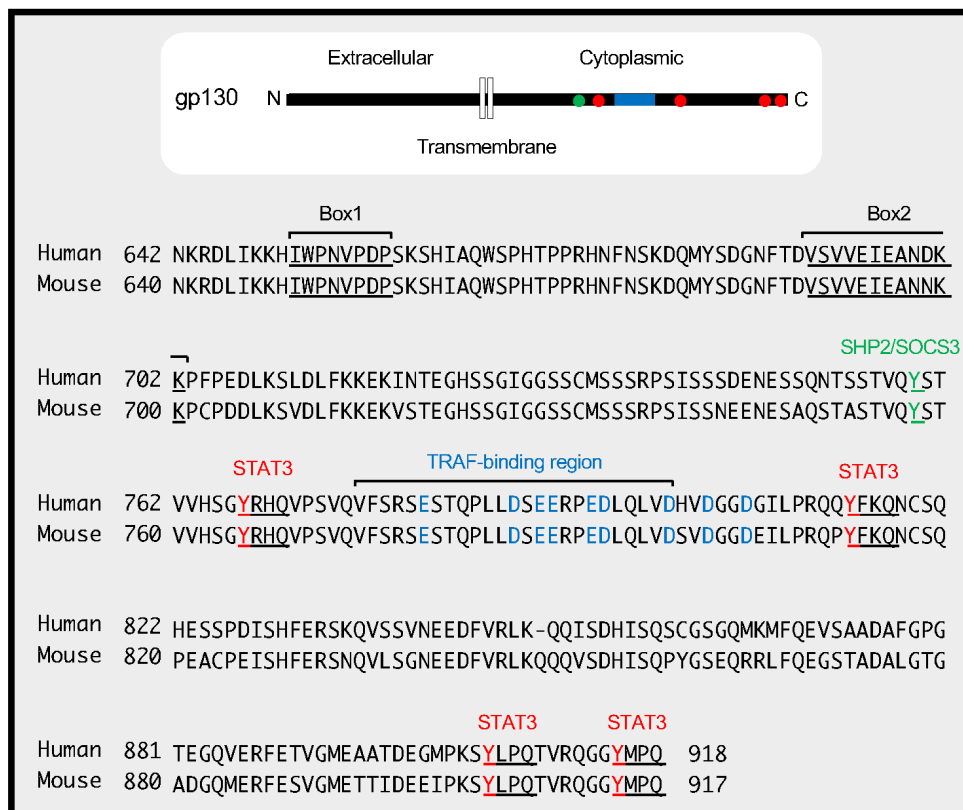 Extracellular Cytoplasmic
gp130 N C
Transmembrane
Box1 Box2
Human 642 NKRDLIKKHIWPNVPDPSKSHIAQWSPHTPPRHNFNSKDQMYSDGNFTDVSVVEIEANDK
Mouse 640 NKRDLIKKHIWPNVPDPSKSHIAQWSPHTPPRHNFNSKDQMYSDGNFTDVSVVEIEANNK
SHP2/SOCS3
Human 702 KPFPEDLKSLDLFKKEKINTEGHSSGIGGSSCMSSSRPSISSSDENESSQNTSSTVQYST
Mouse 700 KPCPDDLKSVDLFKKEKVSTEGHSSGIGGSSCMSSSRPSISSNEENESAQSTASTVQYST
STAT3 TRAF-binding region STAT3
Human 762 VVHSGYRHQVPSVQVFSRSESTQPLLDSEERPEDLQLVDHVDGGDGILPRQQYFKQNCSQ
Mouse 760 VVHSGYRHQVPSVQVFSRSESTQPLLDSEERPEDLQLVDSVDGGDEILPRQPYFKQNCSQ
Human 822 HESSPDISHFERSKQVSSVNEEDFVRLK-QQISDHISQSCGSGQMKMFQEVSAADAFGPG
Mouse 820 PEACPEISHFERSNQVLSGNEEDFVRLKQQQVSDHISQPYGSEQRRLFQEGSTADALGTG
STAT3 STAT3
Human 881 TEGQVERFETVGMEAATDEGMPKSYLPQTVRQGGYMPQ 918
Mouse 880 ADGQMERFESVGMETTIDEEIPKSYLPQTVRQGGYMPQ 917